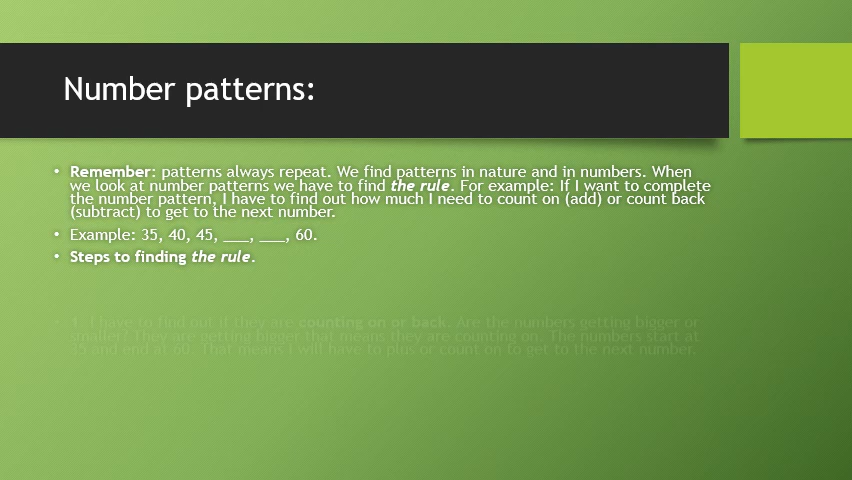 Number patterns:
• Remember: patterns always repeat. We find patterns in nature and in numbers. When
we look at number patterns we have to find the rule. For example: If I want to complete
the number pattern, I have to find out how much I need to count on (add) or count back
(subtract) to get to the next number.
• Example: 35, 40, 45, ___, ___, 60.
• Steps to finding the rule.
• 1. I have to find out if they are counting on or back. Are the numbers getting bigger or
smaller? They are getting bigger that means they are counting on. The numbers start at
35 and end at 60. That means I will have to plus or count on to get to the next number.